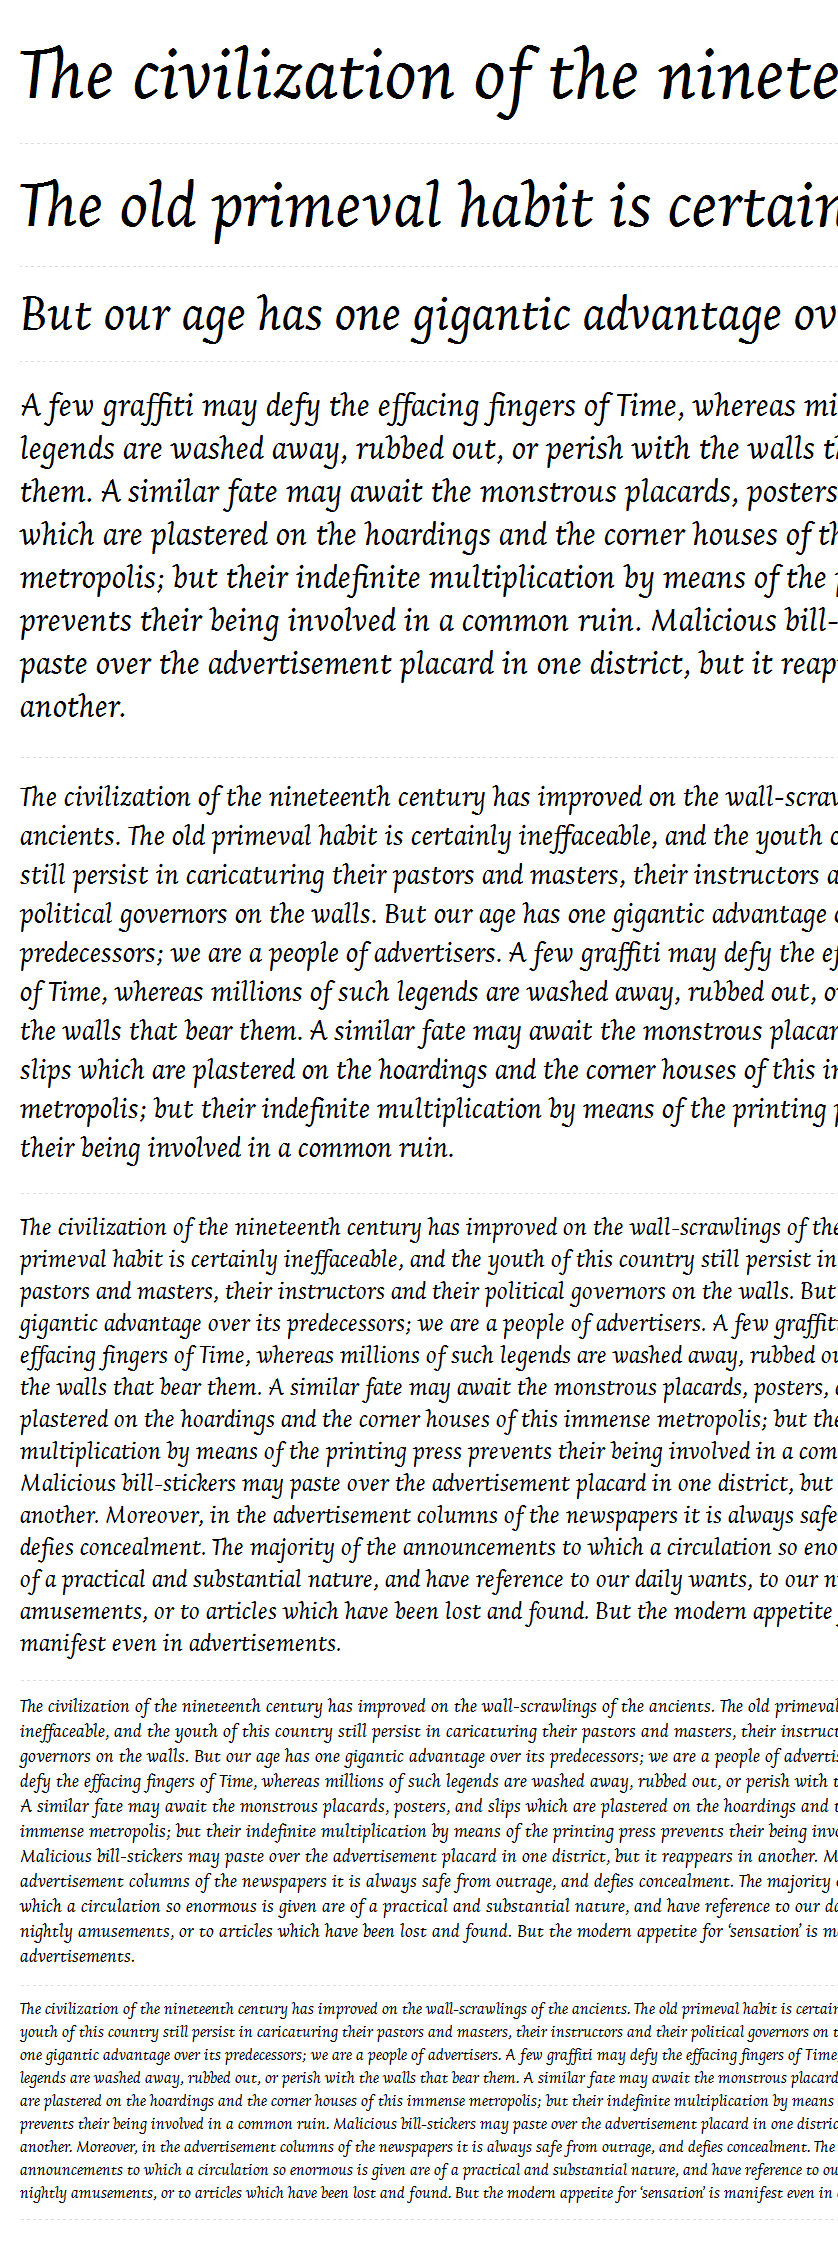 The civilization of the ninete
The old primeval habit is certain
But our age has one gigantic advantage ov
A few graffiti may defy the effacing fingers of Time, whereas mi
legends are washed away, rubbed out, or perish with the walls th
them. A similar fate may await the monstrous placards, posters
which are plastered on the hoardings and the corner houses of th
metropolis; but their indefinite multiplication by means of the p
prevents their being involved in a common ruin. Malicious bill-
paste over the advertisement placard in one district, but it reap
another.
The civilization of the nineteenth century has improved on the wall-scraw
ancients. The old primeval habit is certainly ineffaceable, and the youth o
still persist in caricaturing their pastors and masters, their instructors a
political governors on the walls. But our age has one gigantic advantage o
predecessors; we are a people of advertisers. A few graffiti may defy the ef
of Time, whereas millions of such legends are washed away, rubbed out, o
the walls that bear them. A similar fate may await the monstrous placar
slips which are plastered on the hoardings and the corner houses of this im
metropolis; but their indefinite multiplication by means of the printing p
their being involved in a common ruin.
The civilization of the nineteenth century has improved on the wall-scrawlings of the
primeval habit is certainly ineffaceable, and the youth of this country still persist in
pastors and masters, their instructors and their political governors on the walls. But
gigantic advantage over its predecessors; we are a people of advertisers. A few graffiti
effacing fingers of Time, whereas millions of such legends are washed away, rubbed ou
the walls that bear them. A similar fate may await the monstrous placards, posters, a
plastered on the hoardings and the corner houses of this immense metropolis; but the
multiplication by means of the printing press prevents their being involved in a com
Malicious bill-stickers may paste over the advertisement placard in one district, but
another. Moreover, in the advertisement columns of the newspapers it is always safe
defies concealment. The majority of the announcements to which a circulation so eno
of a practical and substantial nature, and have reference to our daily wants, to our ni
amusements, or to articles which have been lost and found. But the modern appetite f
manifest even in advertisements.
The civilization of the nineteenth century has improved on the wall-scrawlings of the ancients. The old primeval
ineffaceable, and the youth of this country still persist in caricaturing their pastors and masters, their instruct
governors on the walls. But our age has one gigantic advantage over its predecessors; we are a people of advertis
defy the effacing fingers of Time, whereas millions of such legends are washed away, rubbed out, or perish with t
A similar fate may await the monstrous placards, posters, and slips which are plastered on the hoardings and t
immense metropolis; but their indefinite multiplication by means of the printing press prevents their being invo
Malicious bill-stickers may paste over the advertisement placard in one district, but it reappears in another. M
advertisement columns of the newspapers it is always safe from outrage, and defies concealment. The majority o
which a circulation so enormous is given are of a practical and substantial nature, and have reference to our da
nightly amusements, or to articles which have been lost and found. But the modern appetite for ‘sensation’ is m
advertisements.
The civilization of the nineteenth century has improved on the wall-scrawlings of the ancients. The old primeval habit is certain
youth of this country still persist in caricaturing their pastors and masters, their instructors and their political governors on t
one gigantic advantage over its predecessors; we are a people of advertisers. A few graffiti may defy the effacing fingers of Time,
legends are washed away, rubbed out, or perish with the walls that bear them. A similar fate may await the monstrous placard
are plastered on the hoardings and the corner houses of this immense metropolis; but their indefinite multiplication by means
prevents their being involved in a common ruin. Malicious bill-stickers may paste over the advertisement placard in one distric
another. Moreover, in the advertisement columns of the newspapers it is always safe from outrage, and defies concealment. The
announcements to which a circulation so enormous is given are of a practical and substantial nature, and have reference to ou
nightly amusements, or to articles which have been lost and found. But the modern appetite for ‘sensation’ is manifest even in